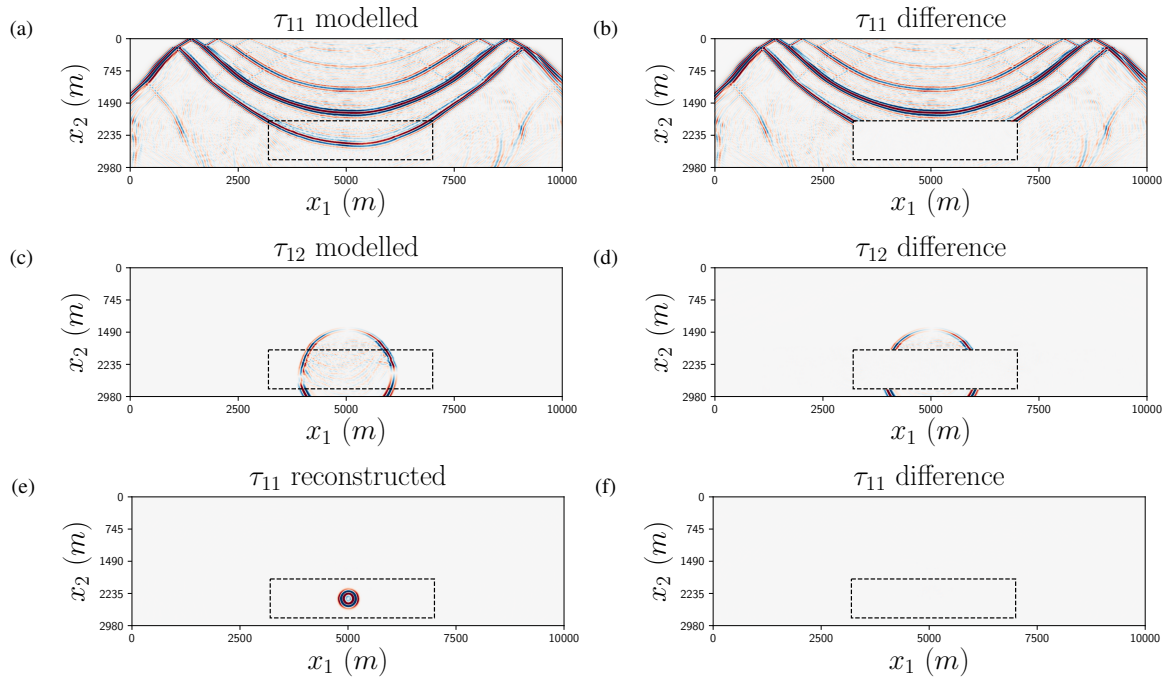 (a) τ₁₁ modelled
(b) τ₁₁ difference
0
745
1490
2235
2980
x₂ (m)
0 2500 5000 7500 10000
x₁ (m)
0
745
1490
2235
2980
x₂ (m)
0 2500 5000 7500 10000
x₁ (m)
(c) τ₁₂ modelled
(d) τ₁₂ difference
0
745
1490
2235
2980
x₂ (m)
0 2500 5000 7500 10000
x₁ (m)
0
745
1490
2235
2980
x₂ (m)
0 2500 5000 7500 10000
x₁ (m)
(e) τ₁₁ reconstructed
(f) τ₁₁ difference
0
745
1490
2235
2980
x₂ (m)
0 2500 5000 7500 10000
x₁ (m)
0
745
1490
2235
2980
x₂ (m)
0 2500 5000 7500 10000
x₁ (m)